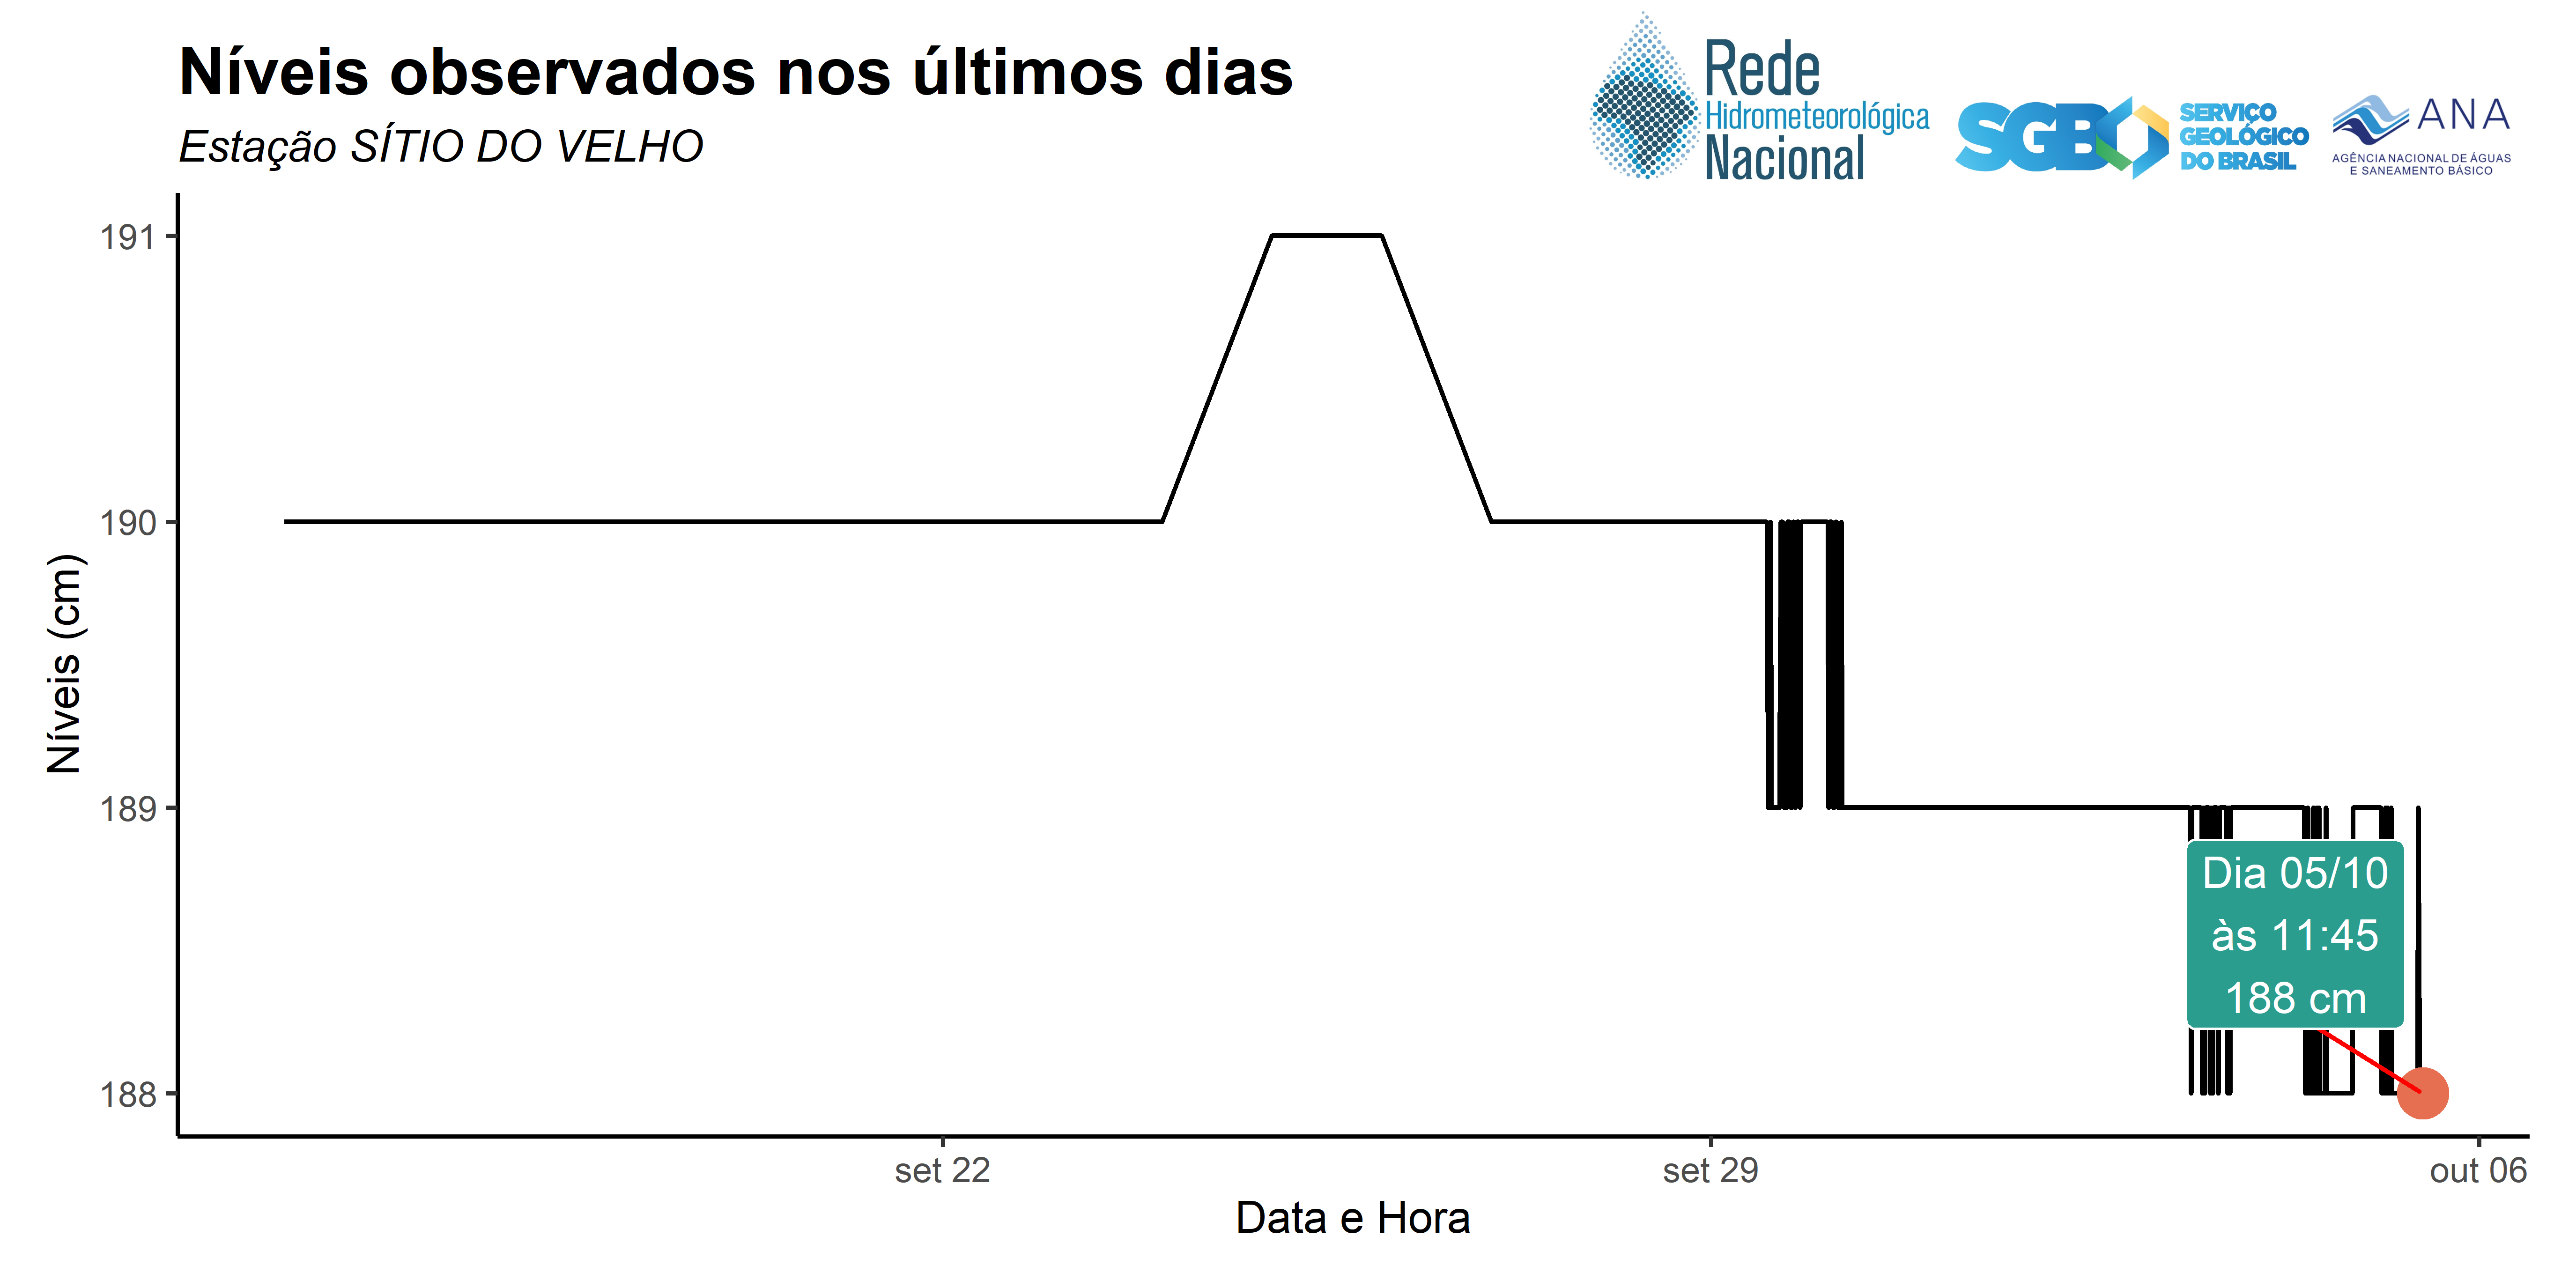 Níveis observados nos últimos dias
Estação SÍTIO DO VELHO
Rede
Hidrometeorológica
Nacional
SGB
SERVIÇO
GEOLÓGICO
DO BRASIL
ANA
AGÊNCIA NACIONAL DE ÁGUAS
E SANEAMENTO BÁSICO
Níveis (cm)
191
190
189
188
Dia 05/10
às 11:45
188 cm
set 22
set 29
out 06
Data e Hora